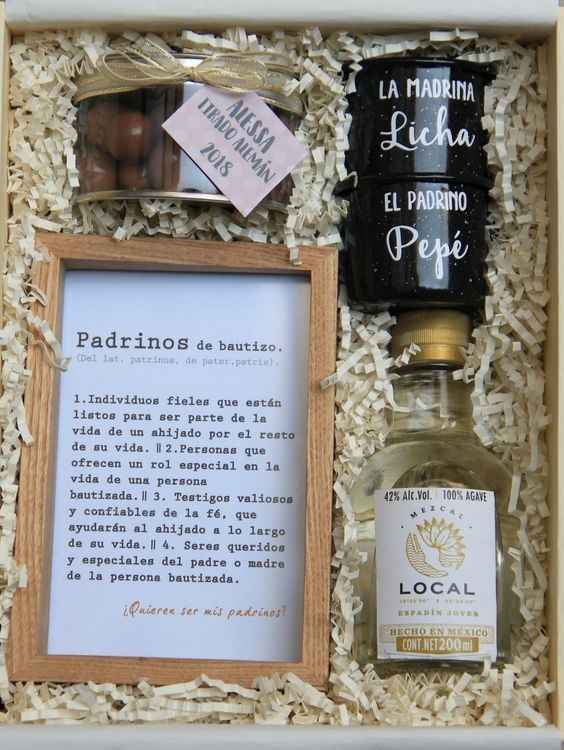 ALESSA
TIRADO ALEMÁN
2018
LA MADRINA
Licha
EL PADRINO
Pepé
Padrinos de bautizo.
(Del lat. patrinus, de pater.patris).
1.Individuos fieles que están
listos para ser parte de la
vida de un ahijado por el resto
de su vida.‖ 2.Personas que
ofrecen un rol especial en la
vida de una persona
bautizada.‖ 3. Testigos valiosos
y confiables de la fé, que
ayudarán al ahijado a lo largo
de su vida.‖ 4. Seres queridos
y especiales del padre o madre
de la persona bautizada.
¿Quieren ser mis padrinos?
42% Alc.Vol. | 100% AGAVE
MEZCAL
LOCAL
ESPADÍN JOVEN
HECHO EN MÉXICO
CONT.NET200ml